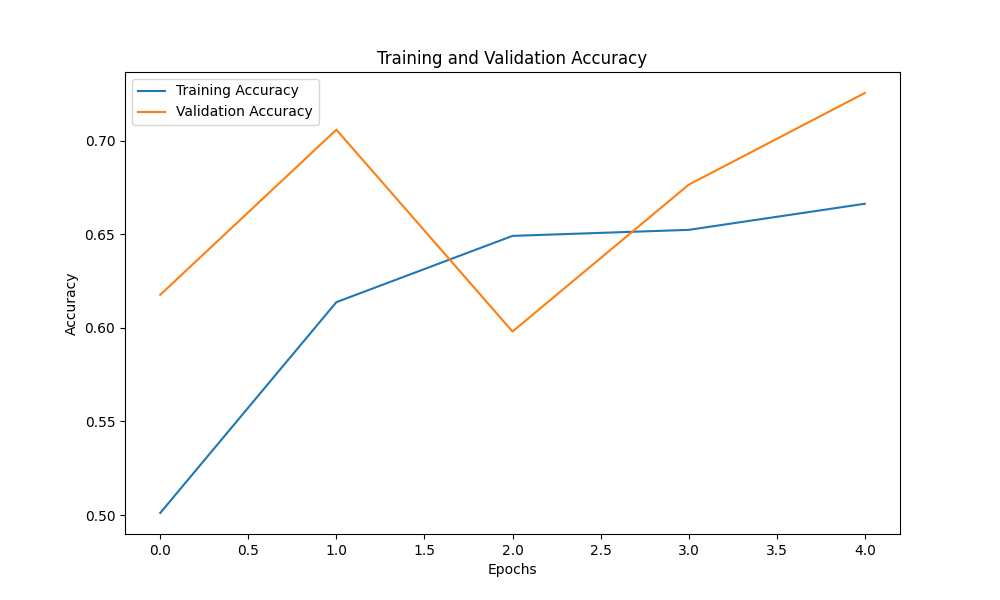 Training and Validation Accuracy
Training Accuracy
Validation Accuracy
Accuracy
0.70
0.65
0.60
0.55
0.50
0.0 0.5 1.0 1.5 2.0 2.5 3.0 3.5 4.0
Epochs